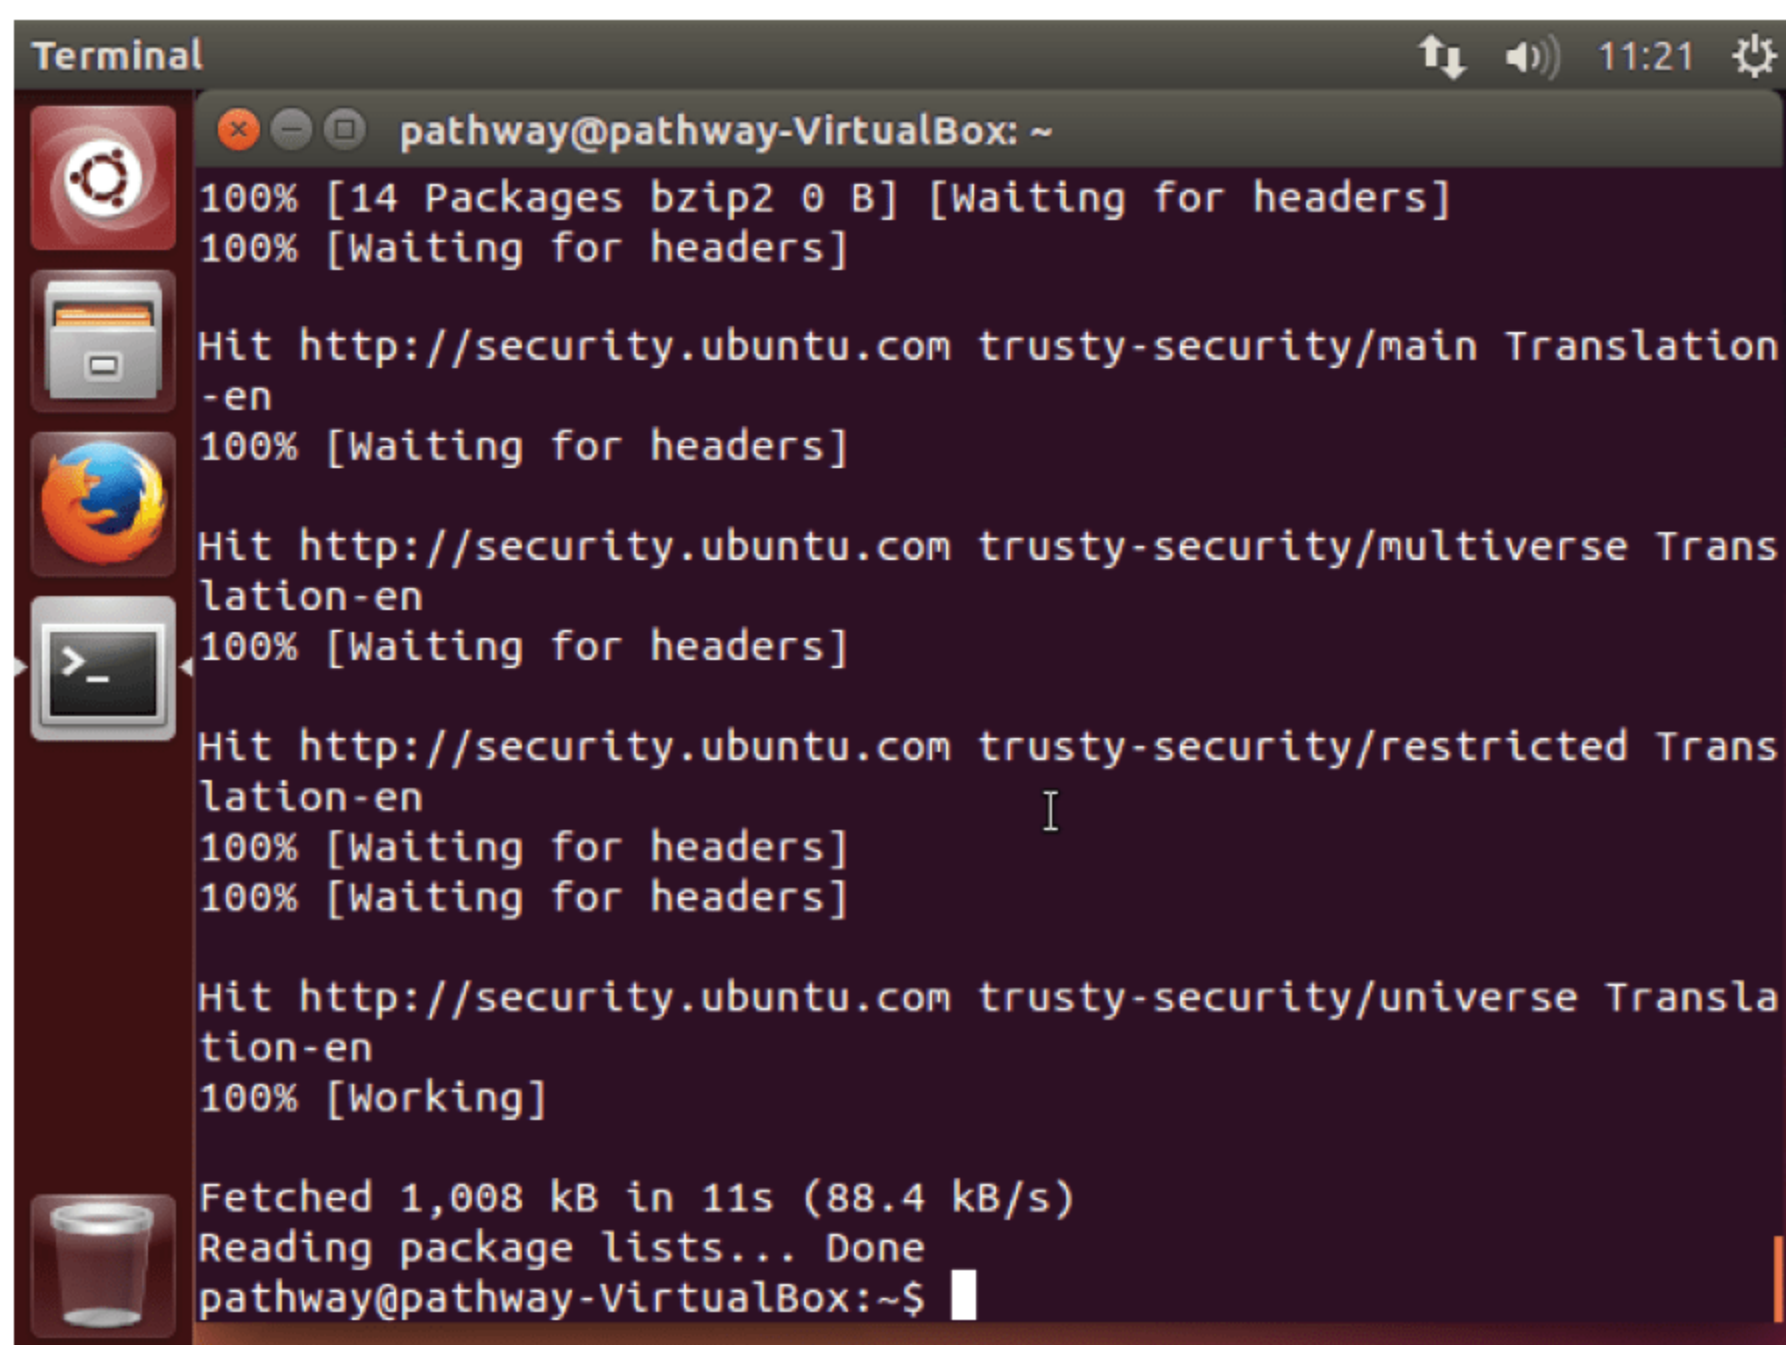 Terminal
11:21
pathway@pathway-VirtualBox: ~
100% [14 Packages bzip2 0 B] [Waiting for headers]
100% [Waiting for headers]
Hit http://security.ubuntu.com trusty-security/main Translation
-en
100% [Waiting for headers]
Hit http://security.ubuntu.com trusty-security/multiverse Trans
lation-en
100% [Waiting for headers]
Hit http://security.ubuntu.com trusty-security/restricted Trans
lation-en
100% [Waiting for headers]
100% [Waiting for headers]
Hit http://security.ubuntu.com trusty-security/universe Transla
tion-en
100% [Working]
Fetched 1,008 kB in 11s (88.4 kB/s)
Reading package lists... Done
pathway@pathway-VirtualBox:~$